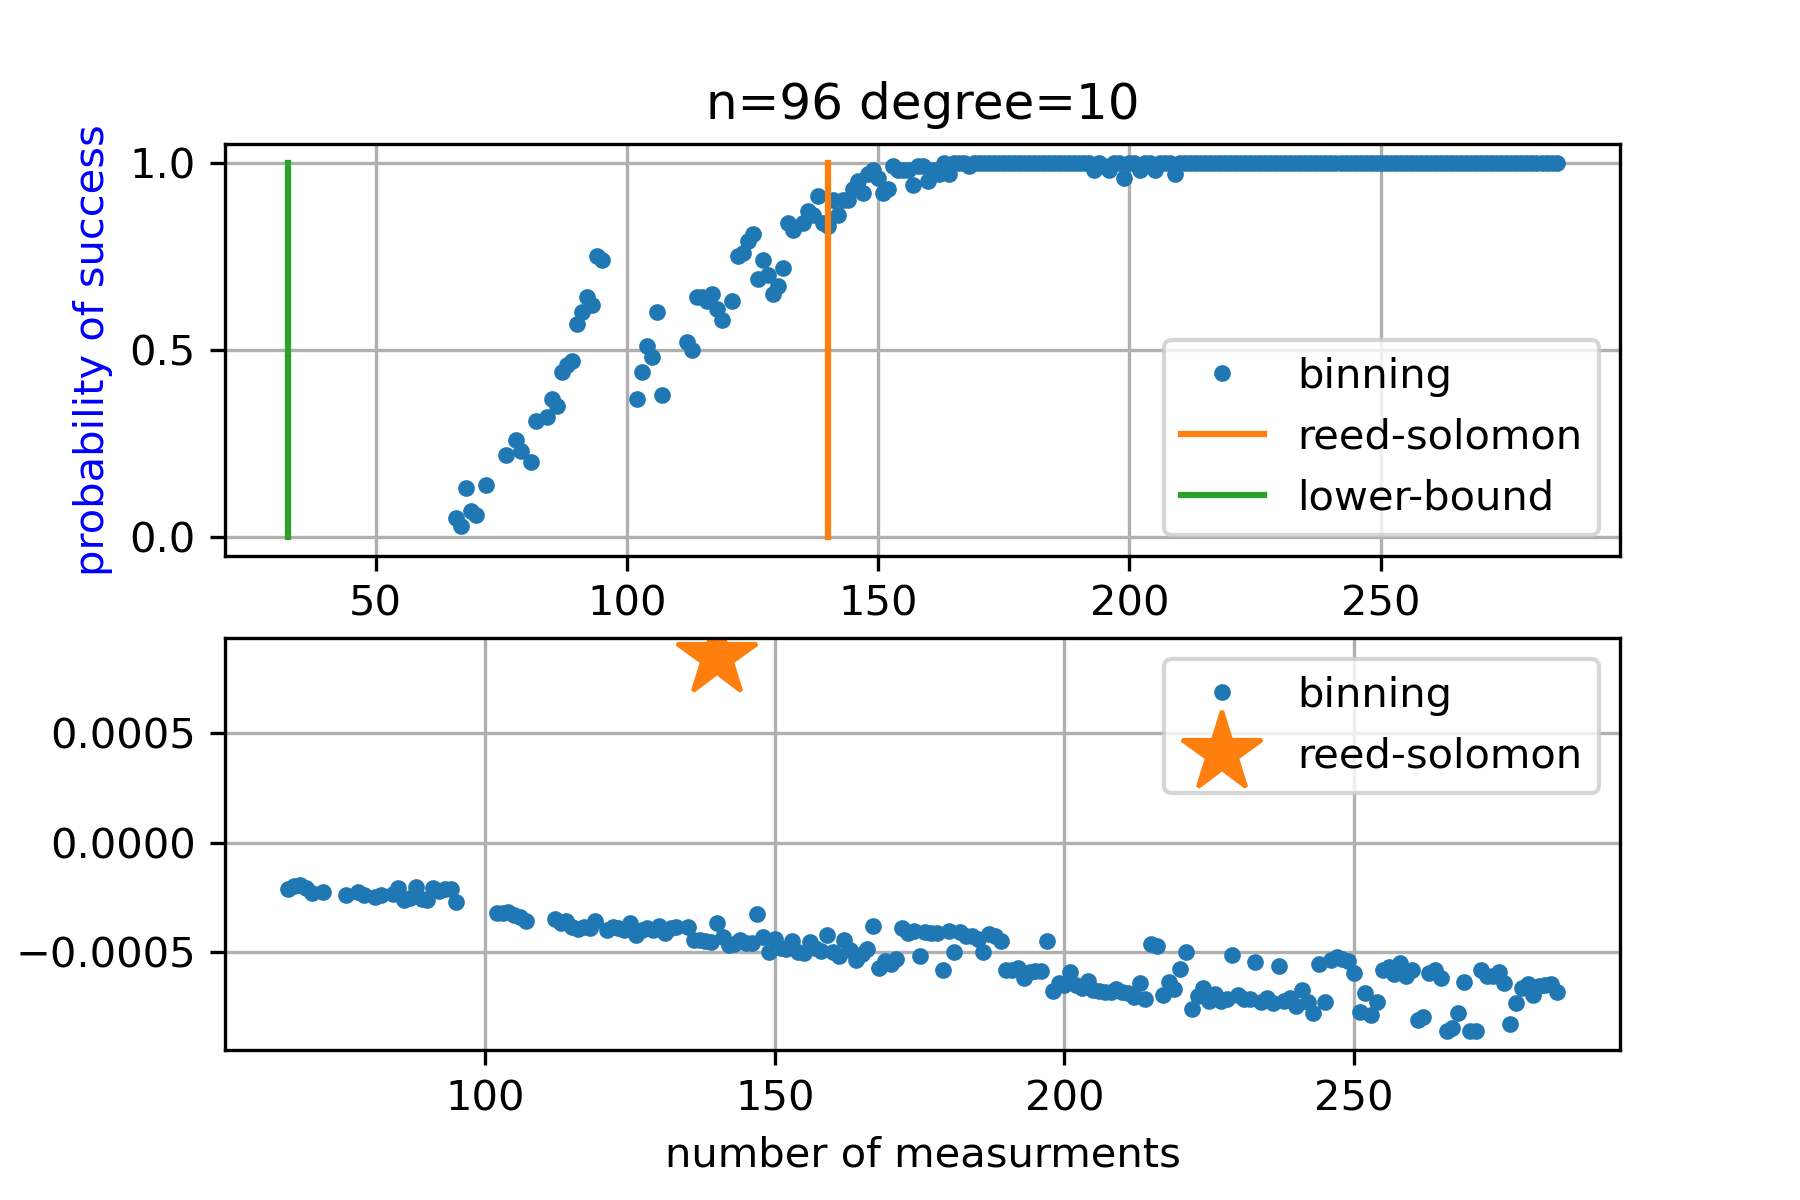 n=96 degree=10
probability of success
1.0
0.5
0.0
binning
reed-solomon
lower-bound
50 100 150 200 250
0.0005
0.0000
−0.0005
binning
reed-solomon
100 150 200 250
number of measurments